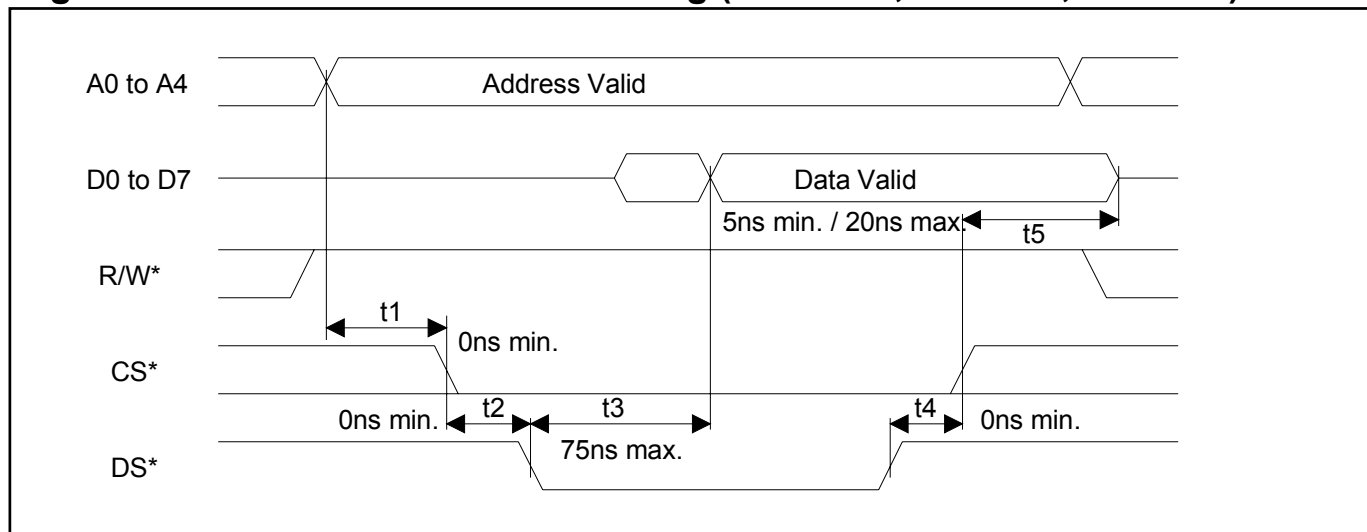 A0 to A4 Address Valid
D0 to D7 Data Valid
5ns min. / 20ns max. t5
R/W*
t1
0ns min.
CS*
0ns min. t2 t3 t4 0ns min.
75ns max.
DS*